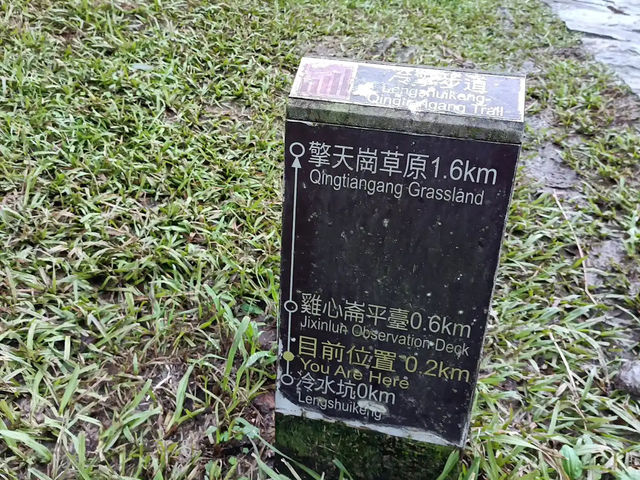 冷擎步道
Lengshuikeng-
Qingtiangang Trail
擎天崗草原1.6km
Qingtiangang Grassland
雞心崙平臺0.6km
Jixinlun Observation Deck
目前位置 0.2km
You Are Here
冷水坑0km
Lengshuikeng